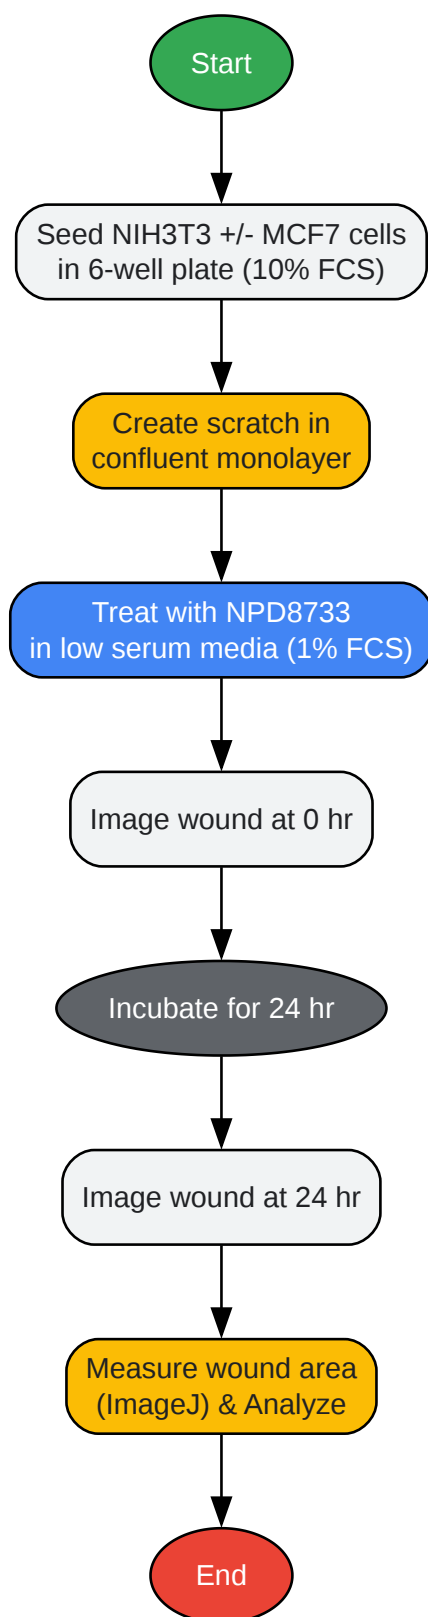 Start
Seed NIH3T3 +/- MCF7 cells
in 6-well plate (10% FCS)
Create scratch in
confluent monolayer
Treat with NPD8733
in low serum media (1% FCS)
Image wound at 0 hr
Incubate for 24 hr
Image wound at 24 hr
Measure wound area
(ImageJ) & Analyze
End